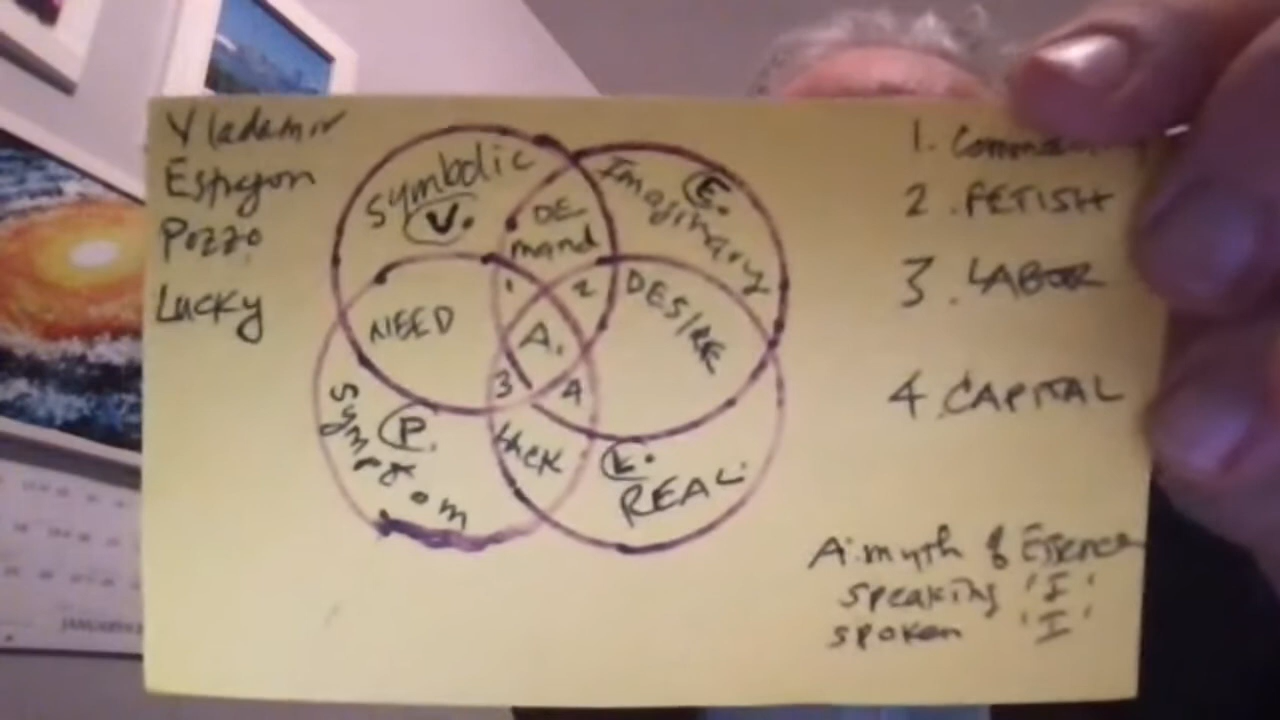 Vladamir
Estragon
Pozzo
Lucky
Symbolic
V.
DE
mand
Imaginary
E.
NEED
1
2
DESIRE
A.
3
4
Symptom
P.
LACK
L.
REAL
1.
2. FETISH
3. LABOR
4. CAPITAL
A: myth of Essence
speaking 'I'
spoken 'I'
JANUARY